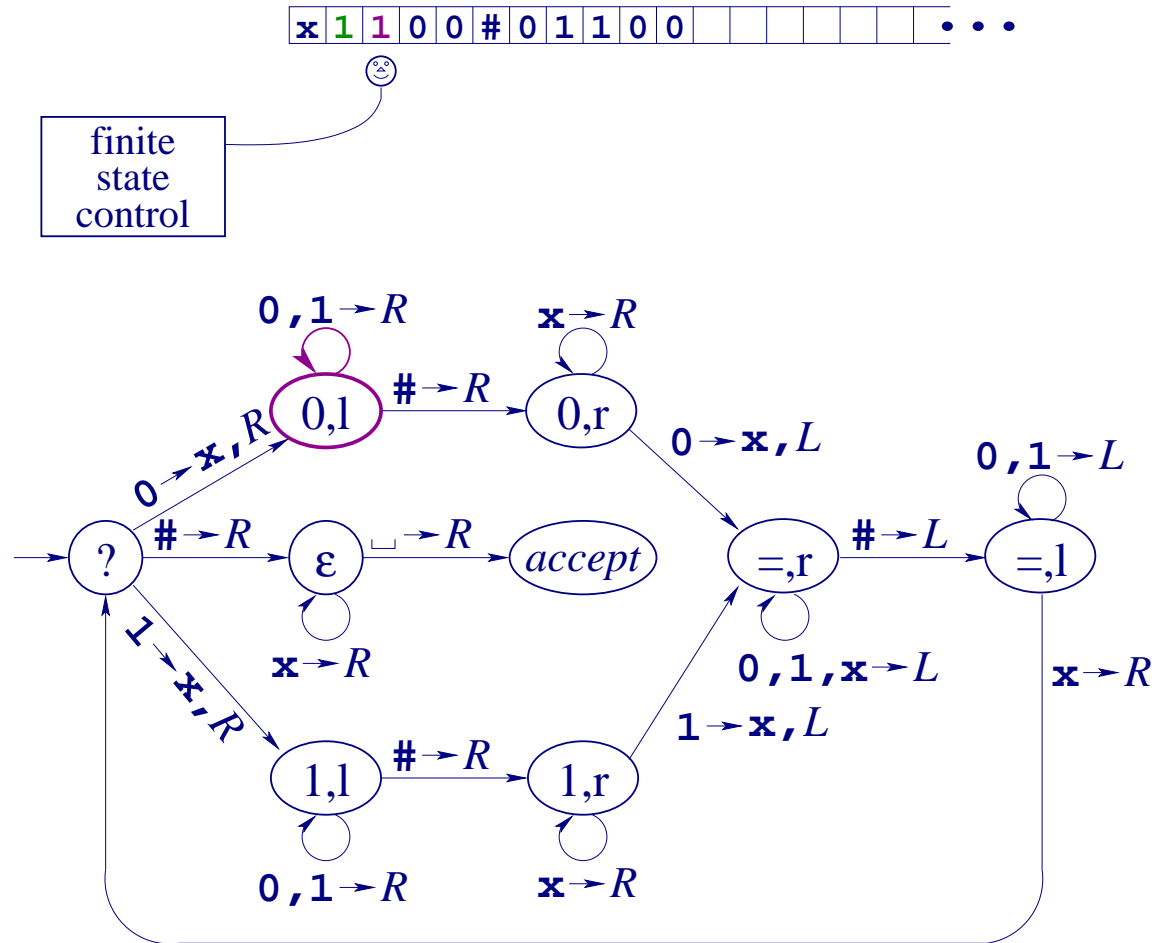 x 1 1 0 0 # 0 1 1 0 0 • • •
finite
state
control
0,1→R
x→R
#→R
0,l
0,r
0→x,R
0→x,L
0,1→L
#→R
␣→R
#→L
?
ε
accept
=,r
=,l
x→R
0,1,x→L
x→R
1→x,R
1→x,L
#→R
1,l
1,r
0,1→R
x→R